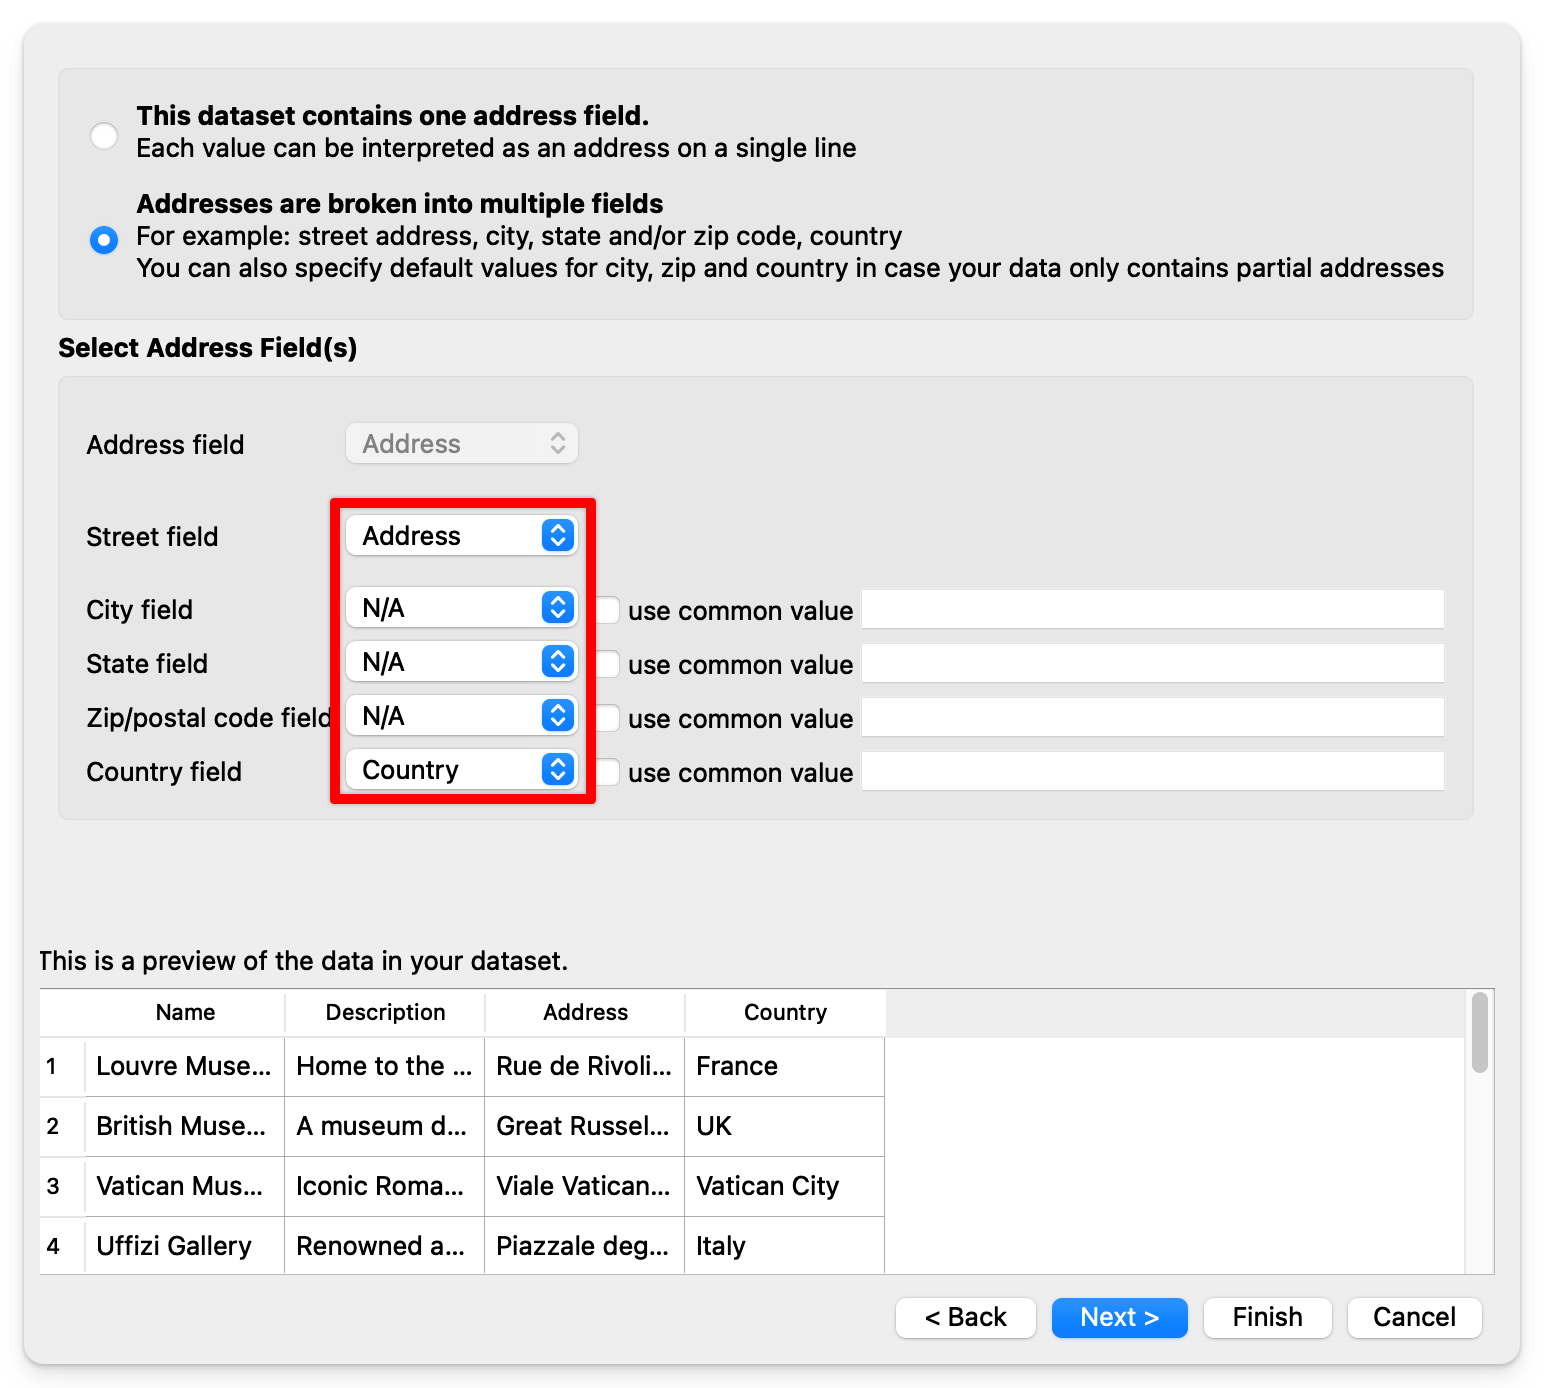 This dataset contains one address field.
Each value can be interpreted as an address on a single line
Addresses are broken into multiple fields
For example: street address, city, state and/or zip code, country
You can also specify default values for city, zip and country in case your data only contains partial addresses
Select Address Field(s)
Address field Address
Street field Address
City field N/A use common value
State field N/A use common value
Zip/postal code field N/A use common value
Country field Country use common value
This is a preview of the data in your dataset.
Name Description Address Country
1 Louvre Muse... Home to the ... Rue de Rivoli... France
2 British Muse... A museum d... Great Russel... UK
3 Vatican Mus... Iconic Roma... Viale Vatican... Vatican City
4 Uffizi Gallery Renowned a... Piazzale deg... Italy
< Back Next > Finish Cancel